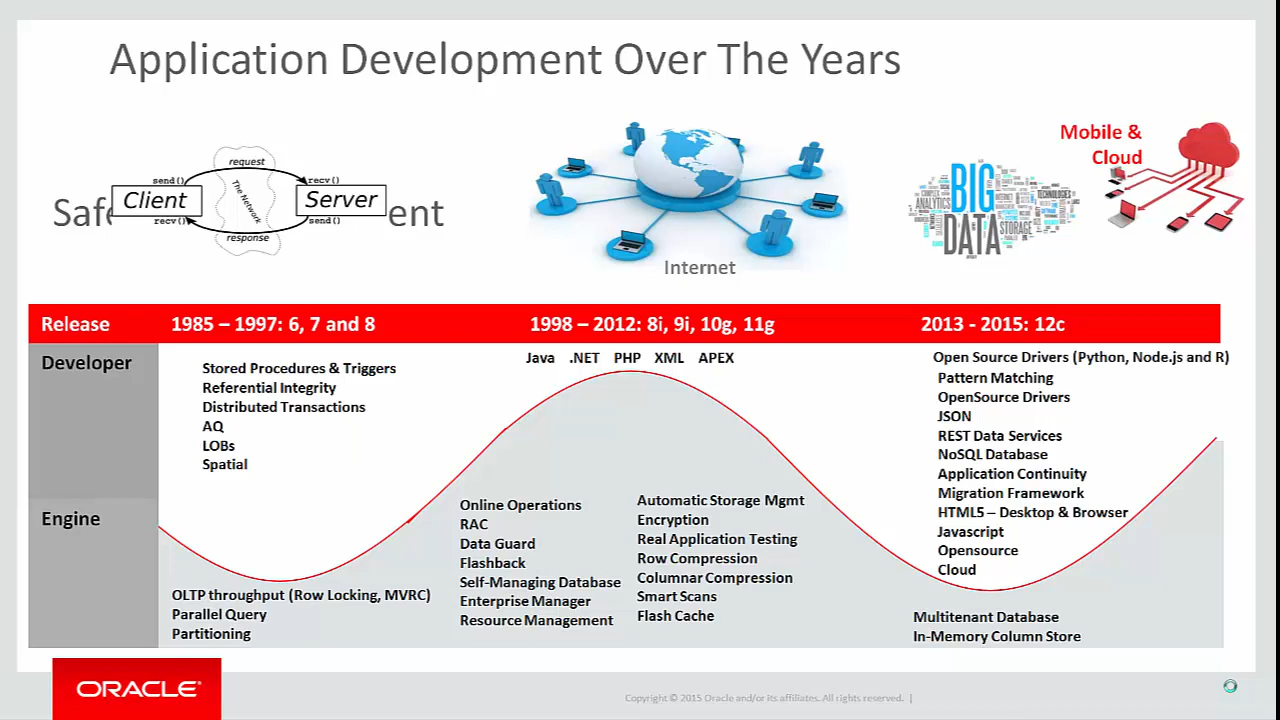 Application Development Over The Years
request
send()
recv()
The Network
Client
Server
recv()
send()
response
Safe
ent
Internet
BIG
DATA
ANALYTICS
STORAGE
TECHNOLOGIES
Mobile &
Cloud
Release
1985 – 1997: 6, 7 and 8
1998 – 2012: 8i, 9i, 10g, 11g
2013 - 2015: 12c
Developer
Stored Procedures & Triggers
Referential Integrity
Distributed Transactions
AQ
LOBs
Spatial
Java .NET PHP XML APEX
Open Source Drivers (Python, Node.js and R)
Pattern Matching
OpenSource Drivers
JSON
REST Data Services
NoSQL Database
Application Continuity
Migration Framework
HTML5 – Desktop & Browser
Javascript
Opensource
Cloud
Engine
OLTP throughput (Row Locking, MVRC)
Parallel Query
Partitioning
Online Operations
RAC
Data Guard
Flashback
Self-Managing Database
Enterprise Manager
Resource Management
Automatic Storage Mgmt
Encryption
Real Application Testing
Row Compression
Columnar Compression
Smart Scans
Flash Cache
Multitenant Database
In-Memory Column Store
ORACLE®
Copyright © 2015 Oracle and/or its affiliates. All rights reserved. |